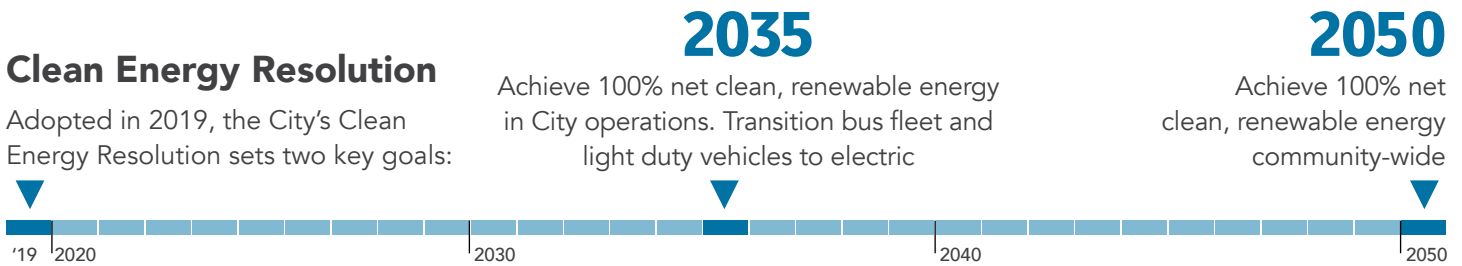 Clean Energy Resolution
Adopted in 2019, the City’s Clean
Energy Resolution sets two key goals:
2035
Achieve 100% net clean, renewable energy
in City operations. Transition bus fleet and
light duty vehicles to electric
2050
Achieve 100% net
clean, renewable energy
community-wide
‘19
2020
2030
2040
2050